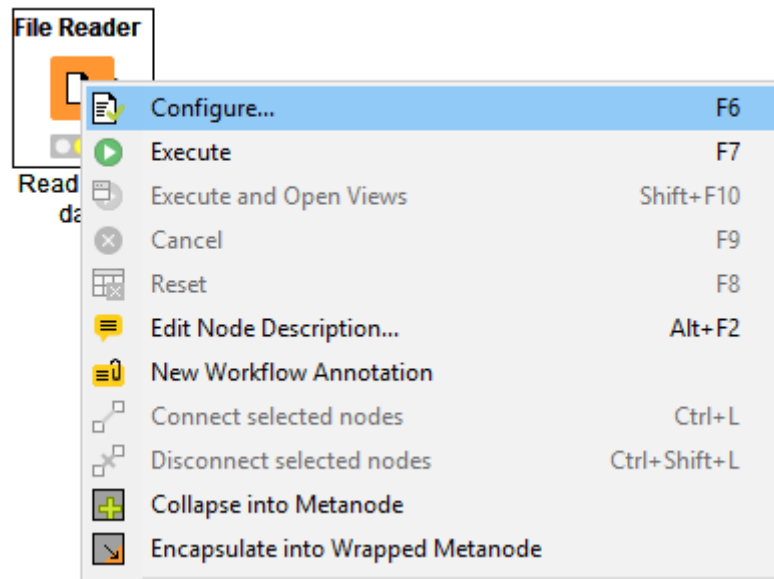 File Reader
Configure... F6
Execute F7
Read
Execute and Open Views Shift+F10
Cancel F9
Reset F8
Edit Node Description... Alt+F2
New Workflow Annotation
Connect selected nodes Ctrl+L
Disconnect selected nodes Ctrl+Shift+L
Collapse into Metanode
Encapsulate into Wrapped Metanode